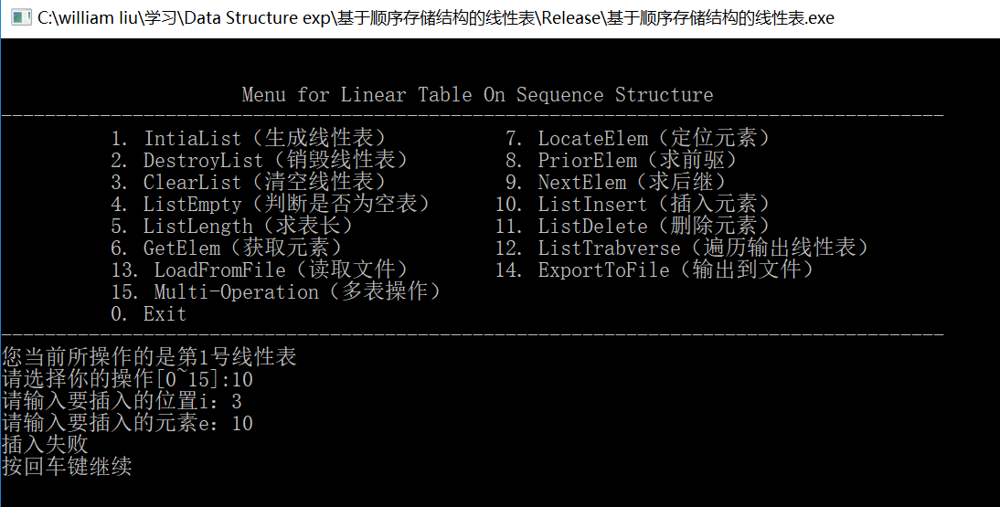 C:\william liu\学习\Data Structure exp\基于顺序存储结构的线性表\Release\基于顺序存储结构的线性表.exe
Menu for Linear Table On Sequence Structure
1. IntiaList（生成线性表） 7. LocateElem（定位元素）
2. DestroyList（销毁线性表） 8. PriorElem（求前驱）
3. ClearList（清空线性表） 9. NextElem（求后继）
4. ListEmpty（判断是否为空表） 10. ListInsert（插入元素）
5. ListLength（求表长） 11. ListDelete（删除元素）
6. GetElem（获取元素） 12. ListTrabverse（遍历输出线性表）
13. LoadFromFile（读取文件） 14. ExportToFile（输出到文件）
15. Multi-Operation（多表操作）
0. Exit
您当前所操作的是第1号线性表
请选择你的操作[0~15]:10
请输入要插入的位置i：3
请输入要插入的元素e：10
插入失败
按回车键继续